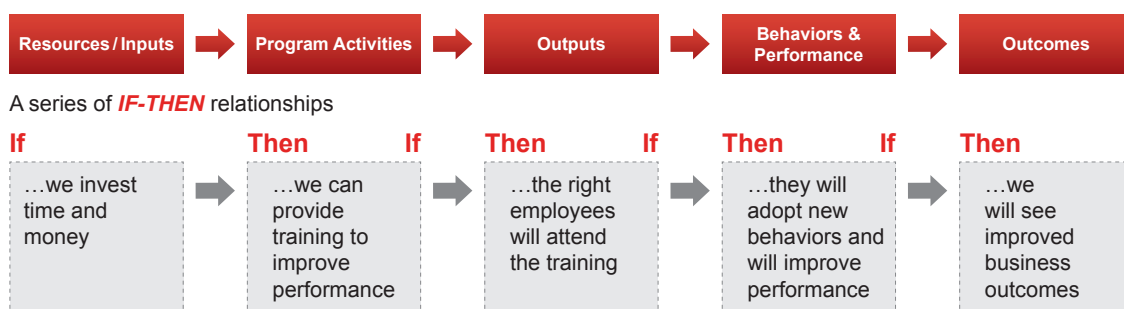 Resources / Inputs
Program Activities
Outputs
Behaviors &
Performance
Outcomes
A series of IF-THEN relationships
If
…we invest
time and
money
Then If
…we can
provide
training to
improve
performance
Then If
…the right
employees
will attend
the training
Then If
…they will
adopt new
behaviors and
will improve
performance
Then
…we
will see
improved
business
outcomes